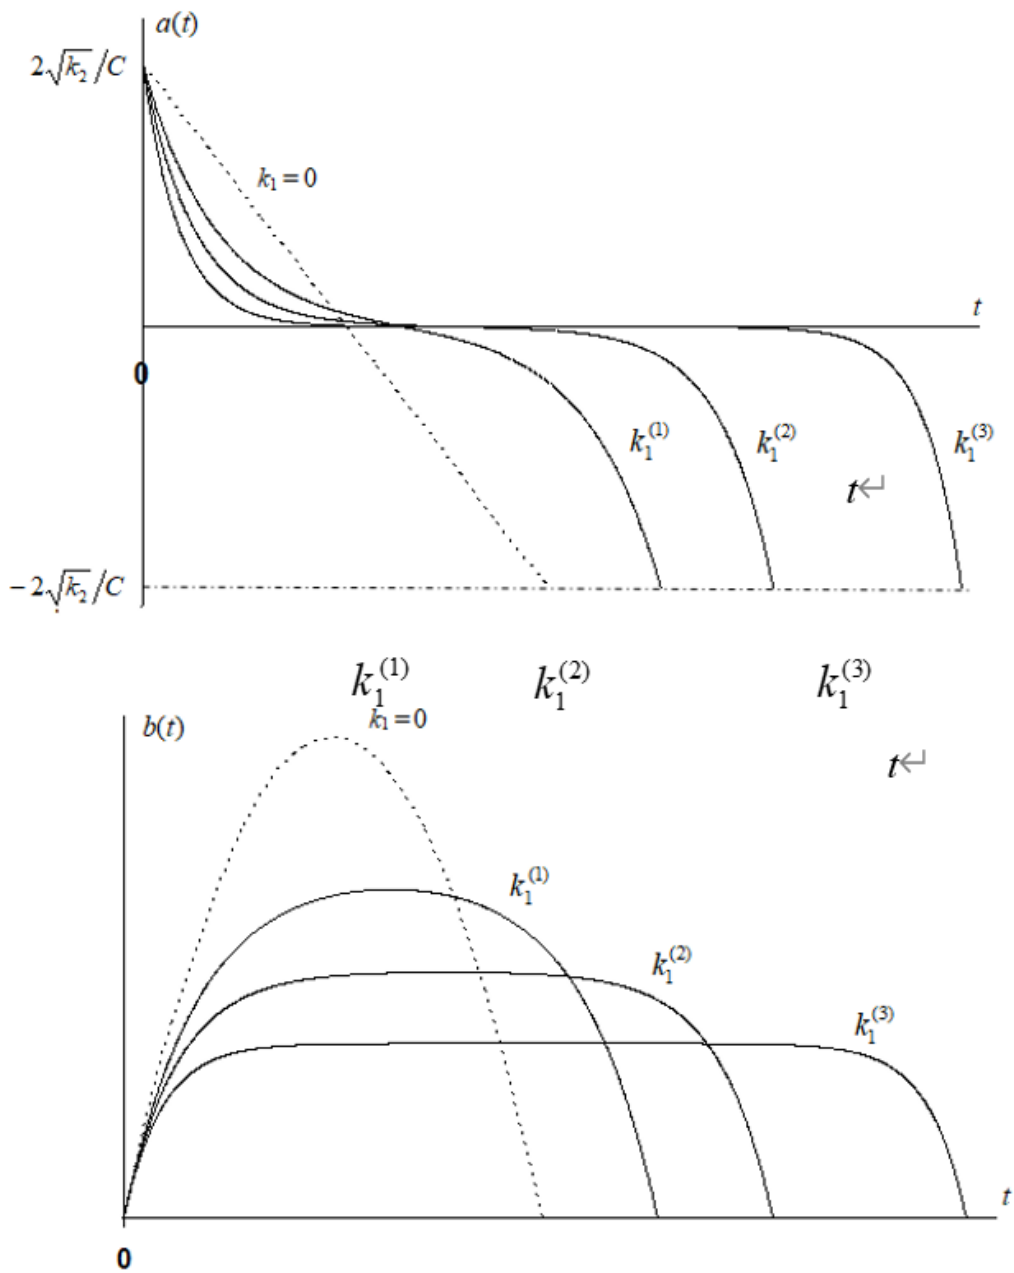 a(t)
2√k₂/C
k₁ = 0
t
0
k₁⁽¹⁾ k₁⁽²⁾ k₁⁽³⁾
t↵
−2√k₂/C
k₁⁽¹⁾ k₁⁽²⁾ k₁⁽³⁾
k₁=0
b(t)
t↵
k₁⁽¹⁾
k₁⁽²⁾
k₁⁽³⁾
t
0